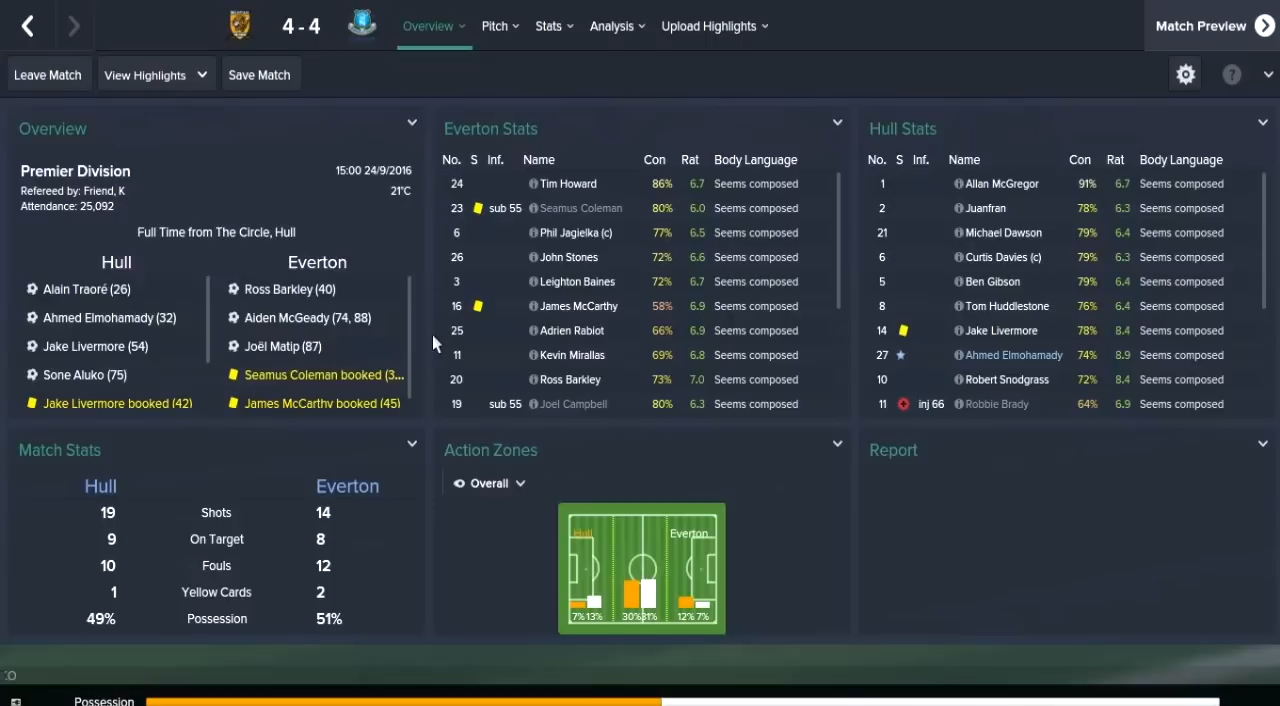 4 - 4
Overview Pitch Stats Analysis Upload Highlights
Match Preview
Leave Match View Highlights Save Match
?
Overview
Premier Division 15:00 24/9/2016
Refereed by: Friend, K 21°C
Attendance: 25,092
Full Time from The Circle, Hull
Hull Everton
Alain Traoré (26) Ross Barkley (40)
Ahmed Elmohamady (32) Aiden McGeady (74, 88)
Jake Livermore (54) Joël Matip (87)
Sone Aluko (75) Seamus Coleman booked (3...
Jake Livermore booked (42) James McCarthy booked (45)
Everton Stats
No. S Inf. Name Con Rat Body Language
24 Tim Howard 86% 6.7 Seems composed
23 sub 55 Seamus Coleman 80% 6.0 Seems composed
6 Phil Jagielka (c) 77% 6.5 Seems composed
26 John Stones 72% 6.6 Seems composed
3 Leighton Baines 72% 6.7 Seems composed
16 James McCarthy 58% 6.9 Seems composed
25 Adrien Rabiot 66% 6.9 Seems composed
11 Kevin Mirallas 69% 6.8 Seems composed
20 Ross Barkley 73% 7.0 Seems composed
19 sub 55 Joel Campbell 80% 6.3 Seems composed
Hull Stats
No. S Inf. Name Con Rat Body Language
1 Allan McGregor 91% 6.7 Seems composed
2 Juanfran 78% 6.3 Seems composed
21 Michael Dawson 79% 6.4 Seems composed
6 Curtis Davies (c) 79% 6.3 Seems composed
5 Ben Gibson 79% 6.4 Seems composed
8 Tom Huddlestone 76% 6.4 Seems composed
14 Jake Livermore 78% 8.4 Seems composed
27 Ahmed Elmohamady 74% 8.9 Seems composed
10 Robert Snodgrass 72% 8.4 Seems composed
11 inj 66 Robbie Brady 64% 6.9 Seems composed
Match Stats
Hull Everton
19 Shots 14
9 On Target 8
10 Fouls 12
1 Yellow Cards 2
49% Possession 51%
Action Zones
Overall
Hull Everton
7% 13% 30% 31% 12% 7%
Report
Possession